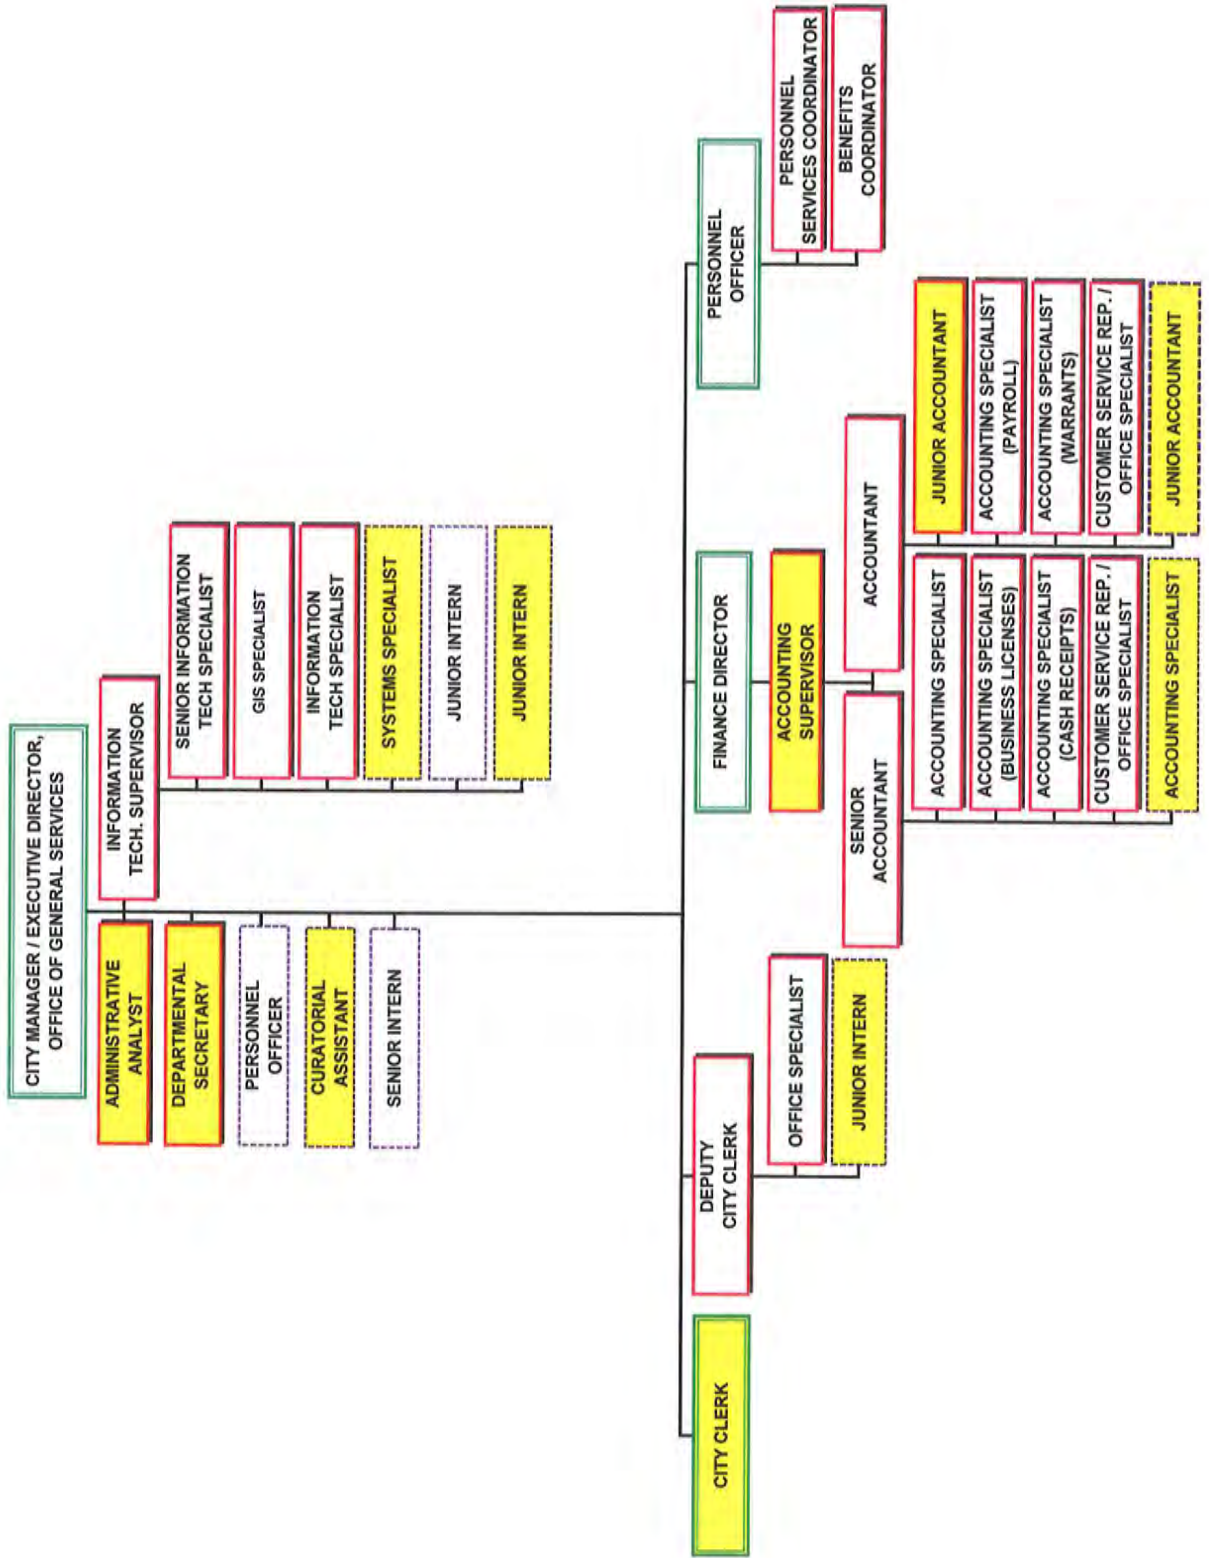 CITY MANAGER / EXECUTIVE DIRECTOR,
OFFICE OF GENERAL SERVICES
ADMINISTRATIVE
ANALYST
DEPARTMENTAL
SECRETARY
PERSONNEL
OFFICER
CURATORIAL
ASSISTANT
SENIOR INTERN
INFORMATION
TECH. SUPERVISOR
SENIOR INFORMATION
TECH SPECIALIST
GIS SPECIALIST
INFORMATION
TECH SPECIALIST
SYSTEMS SPECIALIST
JUNIOR INTERN
JUNIOR INTERN
CITY CLERK
DEPUTY
CITY CLERK
OFFICE SPECIALIST
JUNIOR INTERN
FINANCE DIRECTOR
ACCOUNTING
SUPERVISOR
SENIOR
ACCOUNTANT
ACCOUNTING SPECIALIST
ACCOUNTING SPECIALIST
(BUSINESS LICENSES)
ACCOUNTING SPECIALIST
(CASH RECEIPTS)
CUSTOMER SERVICE REP. /
OFFICE SPECIALIST
ACCOUNTING SPECIALIST
ACCOUNTANT
JUNIOR ACCOUNTANT
ACCOUNTING SPECIALIST
(PAYROLL)
ACCOUNTING SPECIALIST
(WARRANTS)
CUSTOMER SERVICE REP. /
OFFICE SPECIALIST
JUNIOR ACCOUNTANT
PERSONNEL
OFFICER
PERSONNEL
SERVICES COORDINATOR
BENEFITS
COORDINATOR